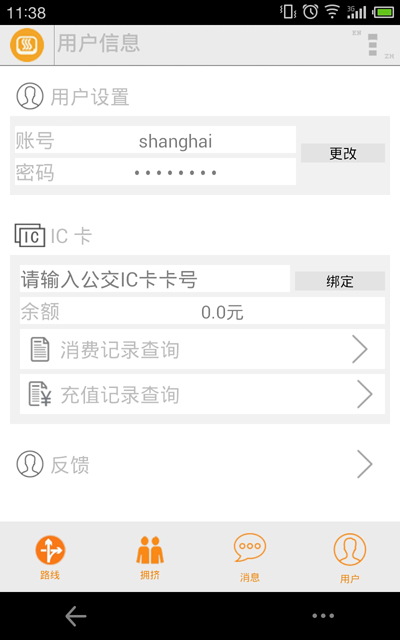 11:38
3G
用户信息
用户设置
账号 shanghai
更改
密码 ••••••••
IC IC 卡
请输入公交IC卡卡号 绑定
余额 0.0元
消费记录查询
充值记录查询
反馈
路线 拥挤 消息 用户